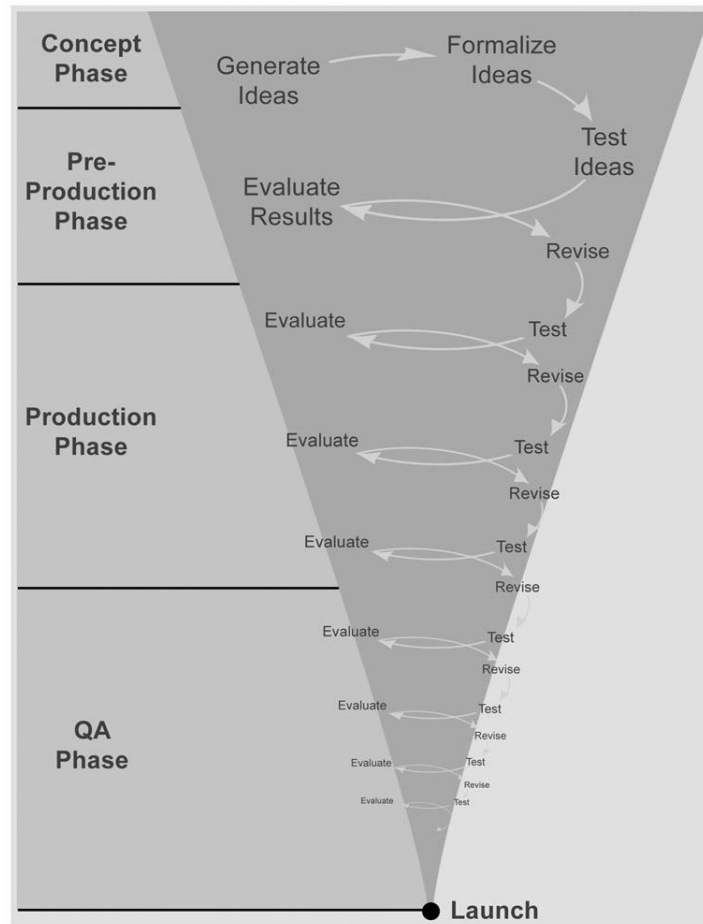 Concept
Phase
Generate
Ideas
Formalize
Ideas
Test
Ideas
Pre-
Production
Phase
Evaluate
Results
Revise
Evaluate
Test
Revise
Production
Phase
Evaluate
Test
Revise
Evaluate
Test
Revise
Evaluate
Test
Revise
QA
Phase
Evaluate
Test
Revise
Evaluate
Test
Revise
Evaluate
Test
Launch